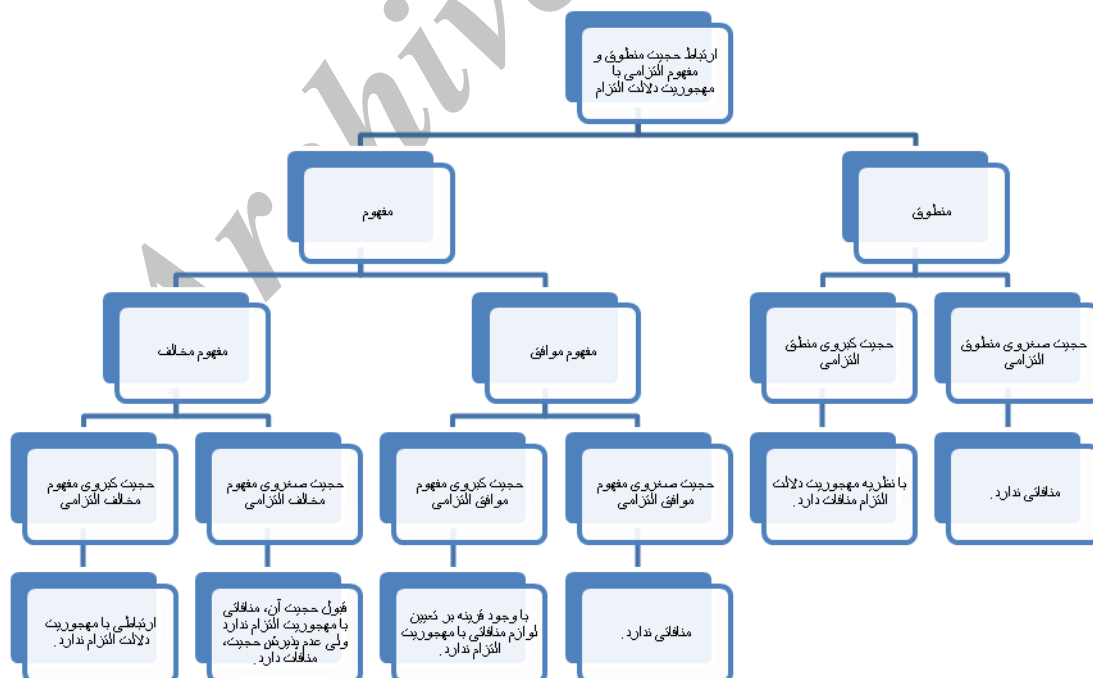 ارتباط حجیت منطوق و
مفهوم التزامی با
مهجوریت دلالت التزام
منطوق
مفهوم
حجیت صغروی منطوق
التزامی
حجیت کبروی منطق
التزامی
مفهوم موافق
مفهوم مخالف
منافاتی ندارد.
با نظریه مهجوریت دلالت
التزام منافات دارد.
حجیت صغروی مفهوم
موافق التزامی
حجیت کبروی مفهوم
موافق التزامی
حجیت صغروی مفهوم
مخالف التزامی
حجیت کبروی مفهوم
مخالف التزامی
منافاتی ندارد.
با وجود قرینه بر تعیین
لوازم منافاتی با مهجوریت
التزام ندارد.
قبول حجیت آن، منافاتی
با مهجوریت التزام ندارد
ولی عدم پذیرش حجیت،
منافات دارد.
ارتباطی با مهجوریت
دلالت التزام ندارد.
Archive